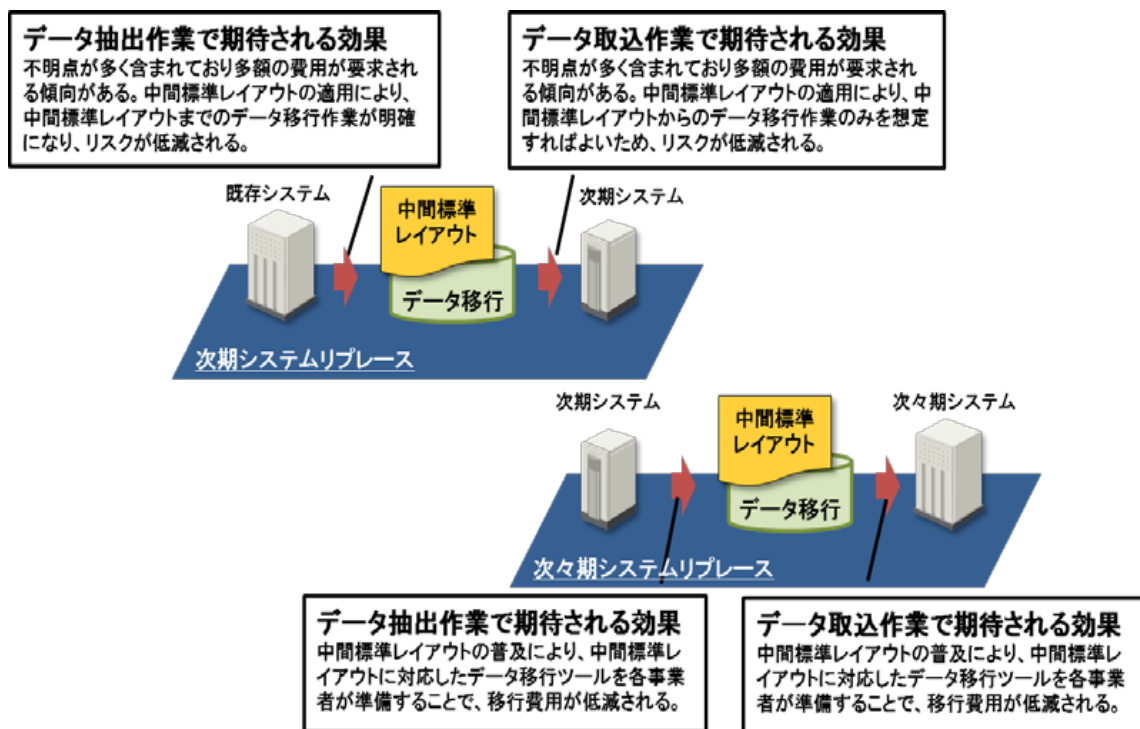 データ抽出作業で期待される効果
不明点が多く含まれており多額の費用が要求され
る傾向がある。中間標準レイアウトの適用により、
中間標準レイアウトまでのデータ移行作業が明確
になり、リスクが低減される。
データ取込作業で期待される効果
不明点が多く含まれており多額の費用が要求され
る傾向がある。中間標準レイアウトの適用により、中
間標準レイアウトからのデータ移行作業のみを想定
すればよいため、リスクが低減される。
既存システム
中間標準
レイアウト
次期システム
データ移行
次期システムリプレース
次期システム
中間標準
レイアウト
次々期システム
データ移行
次々期システムリプレース
データ抽出作業で期待される効果
中間標準レイアウトの普及により、中間標準レ
イアウトに対応したデータ移行ツールを各事業
者が準備することで、移行費用が低減される。
データ取込作業で期待される効果
中間標準レイアウトの普及により、中間標準レ
イアウトに対応したデータ移行ツールを各事業
者が準備することで、移行費用が低減される。